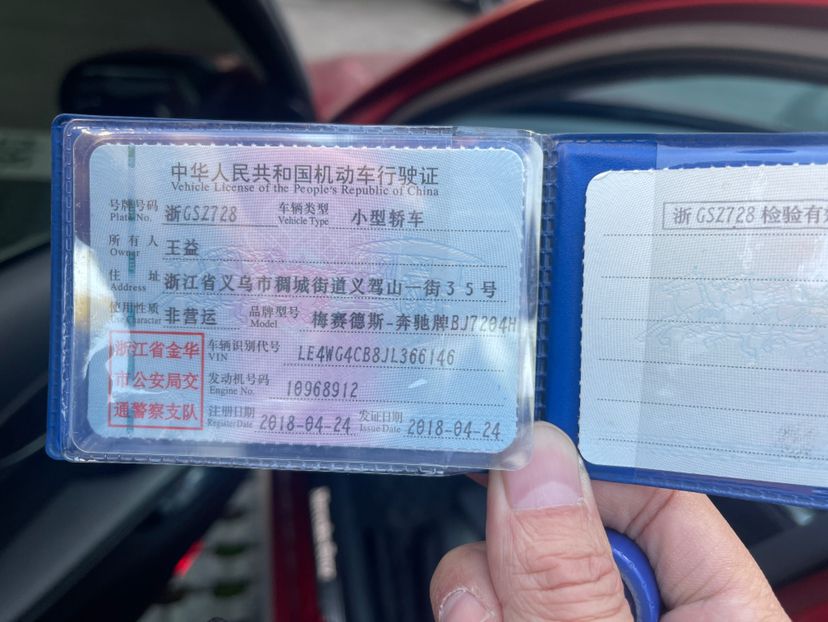 中华人民共和国机动车行驶证
Vehicle License of the People's Republic of China
号牌号码 浙GSZ728 车辆类型 小型轿车
Plate No. Vehicle Type
所有人 王益
Owner
住址 浙江省义乌市稠城街道义驾山一街35号
Address
使用性质 非营运 品牌型号 梅赛德斯-奔驰牌BJ7204H
Use Character Model
浙江省金华
市公安局交
通警察支队
车辆识别代号 LE4WG4CB8JL366146
VIN
发动机号码 10968912
Engine No.
注册日期 2018-04-24 发证日期 2018-04-24
Register Date Issue Date
浙GSZ728 检验有效